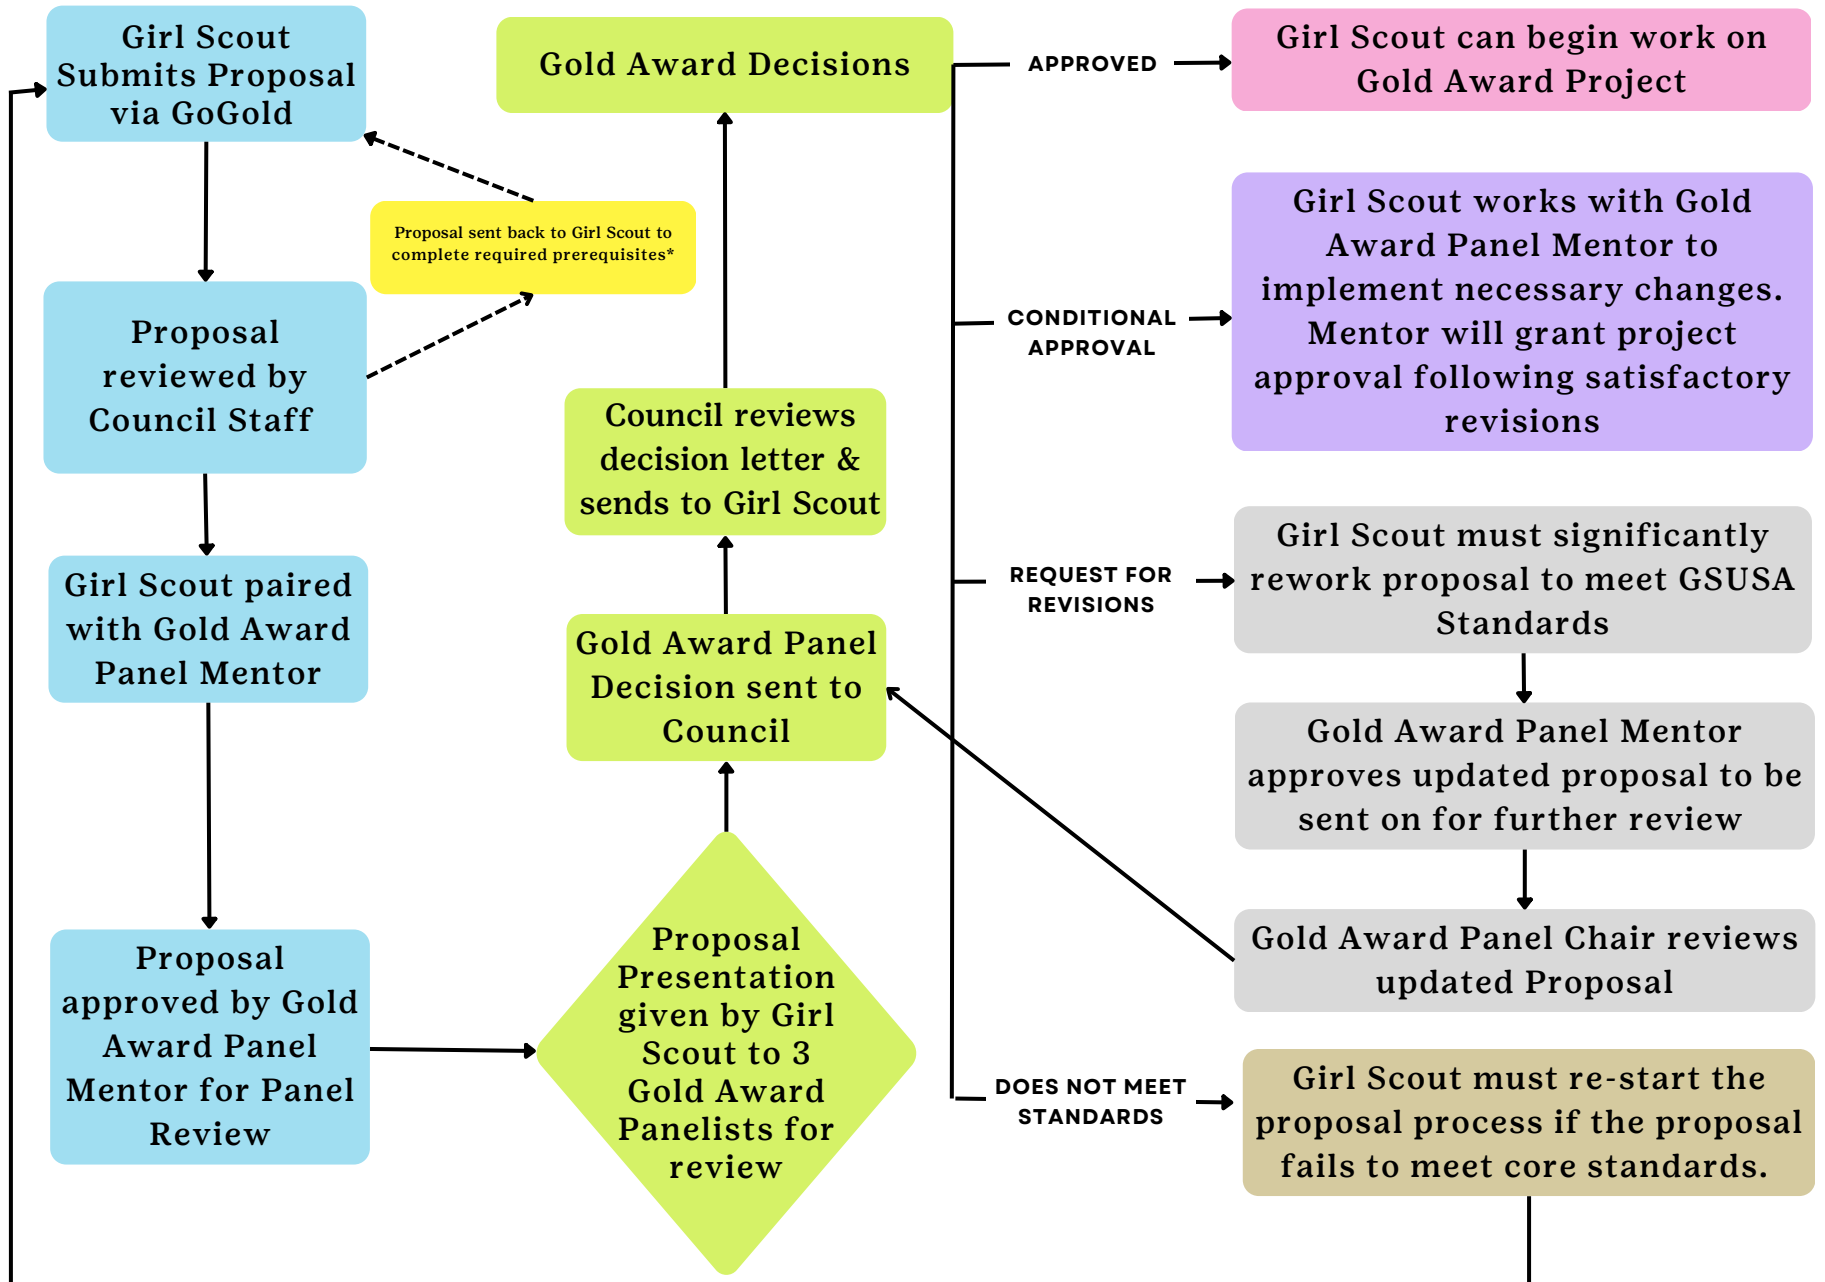 Girl Scout
Submits Proposal
via GoGold
Proposal sent back to Girl Scout to
complete required prerequisites*
Proposal
reviewed by
Council Staff
Girl Scout paired
with Gold Award
Panel Mentor
Proposal
approved by Gold
Award Panel
Mentor for Panel
Review
Proposal
Presentation
given by Girl
Scout to 3
Gold Award
Panelists for
review
Gold Award Panel
Decision sent to
Council
Council reviews
decision letter &
sends to Girl Scout
Gold Award Decisions
APPROVED
Girl Scout can begin work on
Gold Award Project
CONDITIONAL
APPROVAL
Girl Scout works with Gold
Award Panel Mentor to
implement necessary changes.
Mentor will grant project
approval following satisfactory
revisions
REQUEST FOR
REVISIONS
Girl Scout must significantly
rework proposal to meet GSUSA
Standards
Gold Award Panel Mentor
approves updated proposal to be
sent on for further review
Gold Award Panel Chair reviews
updated Proposal
DOES NOT MEET
STANDARDS
Girl Scout must re-start the
proposal process if the proposal
fails to meet core standards.